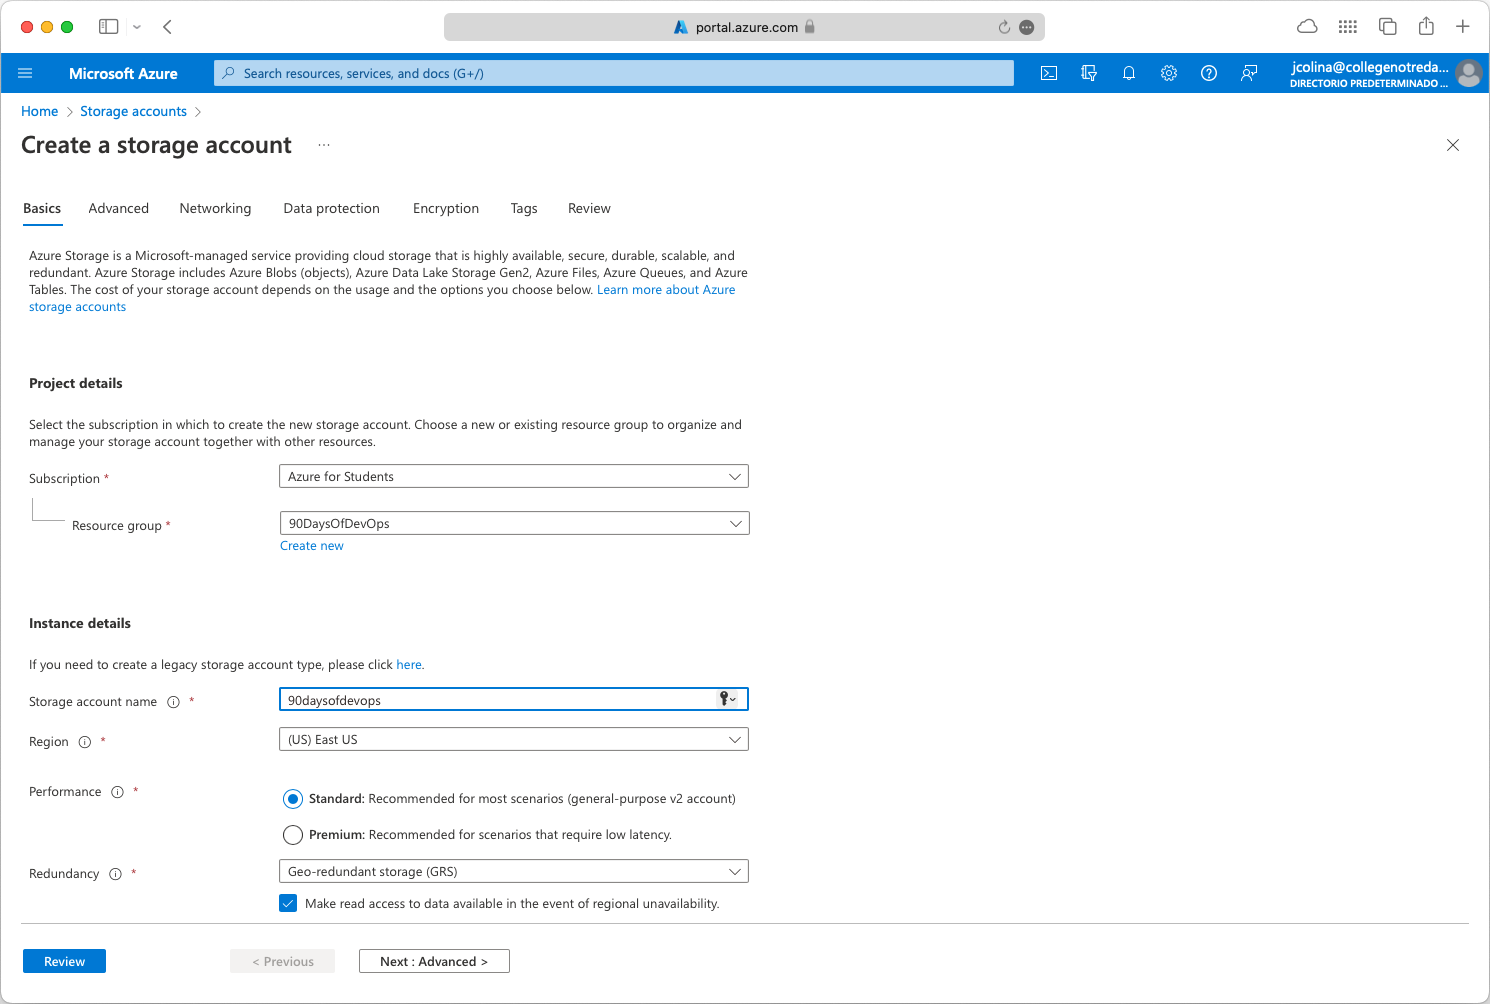 portal.azure.com
Microsoft Azure
Search resources, services, and docs (G+/)
jcolina@collegenotreda...
DIRECTORIO PREDETERMINADO ...
Home > Storage accounts >
Create a storage account ...
Basics Advanced Networking Data protection Encryption Tags Review
Azure Storage is a Microsoft-managed service providing cloud storage that is highly available, secure, durable, scalable, and
redundant. Azure Storage includes Azure Blobs (objects), Azure Data Lake Storage Gen2, Azure Files, Azure Queues, and Azure
Tables. The cost of your storage account depends on the usage and the options you choose below. Learn more about Azure
storage accounts
Project details
Select the subscription in which to create the new storage account. Choose a new or existing resource group to organize and
manage your storage account together with other resources.
Subscription * Azure for Students
Resource group * 90DaysOfDevOps
Create new
Instance details
If you need to create a legacy storage account type, please click here.
Storage account name * 90daysofdevops
Region * (US) East US
Performance * Standard: Recommended for most scenarios (general-purpose v2 account)
Premium: Recommended for scenarios that require low latency.
Redundancy * Geo-redundant storage (GRS)
Make read access to data available in the event of regional unavailability.
Review < Previous Next : Advanced >